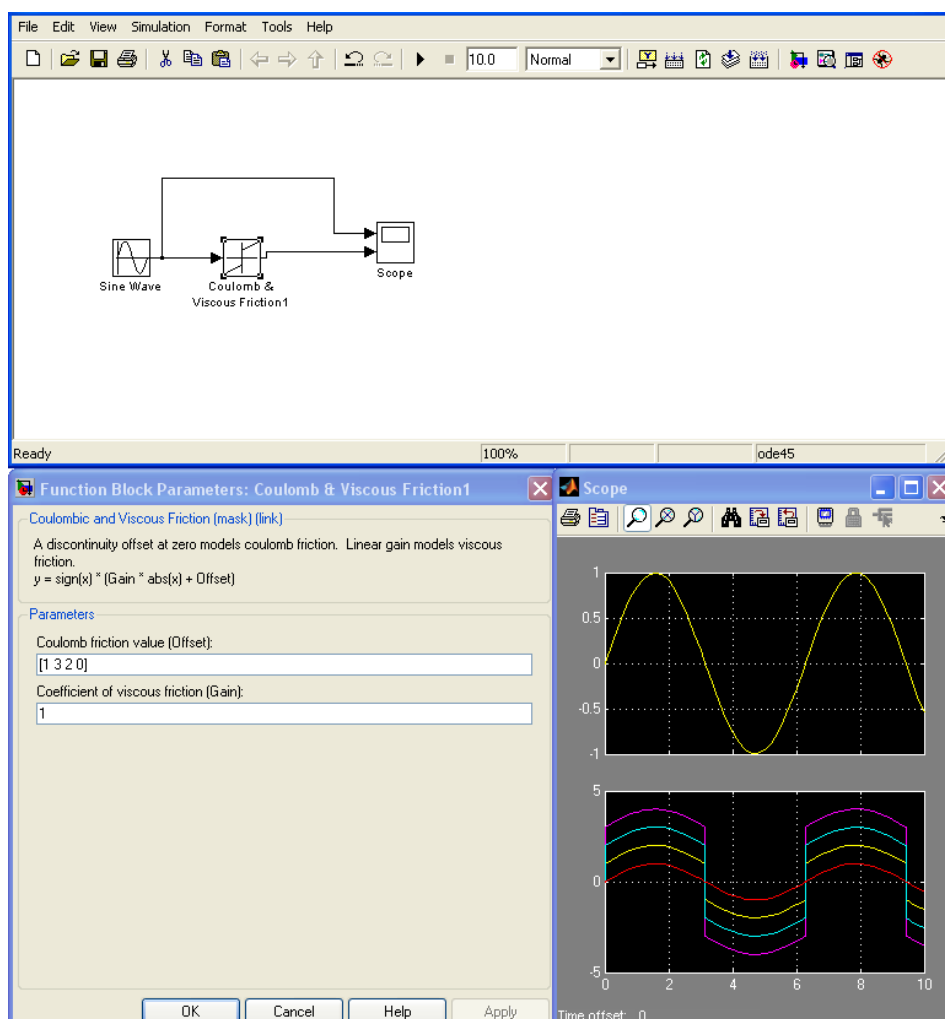 File Edit View Simulation Format Tools Help
10.0 Normal
Sine Wave
Coulomb &
Viscous Friction1
Scope
Ready 100% ode45
Function Block Parameters: Coulomb & Viscous Friction1
Coulombic and Viscous Friction (mask) (link)
A discontinuity offset at zero models coulomb friction. Linear gain models viscous
friction.
y = sign(x) * (Gain * abs(x) + Offset)
Parameters
Coulomb friction value (Offset):
[1 3 2 0]
Coefficient of viscous friction (Gain):
1
OK Cancel Help Apply
Scope
1
0.5
0
-0.5
-1
5
0
-5
0 2 4 6 8 10
Time offset: 0